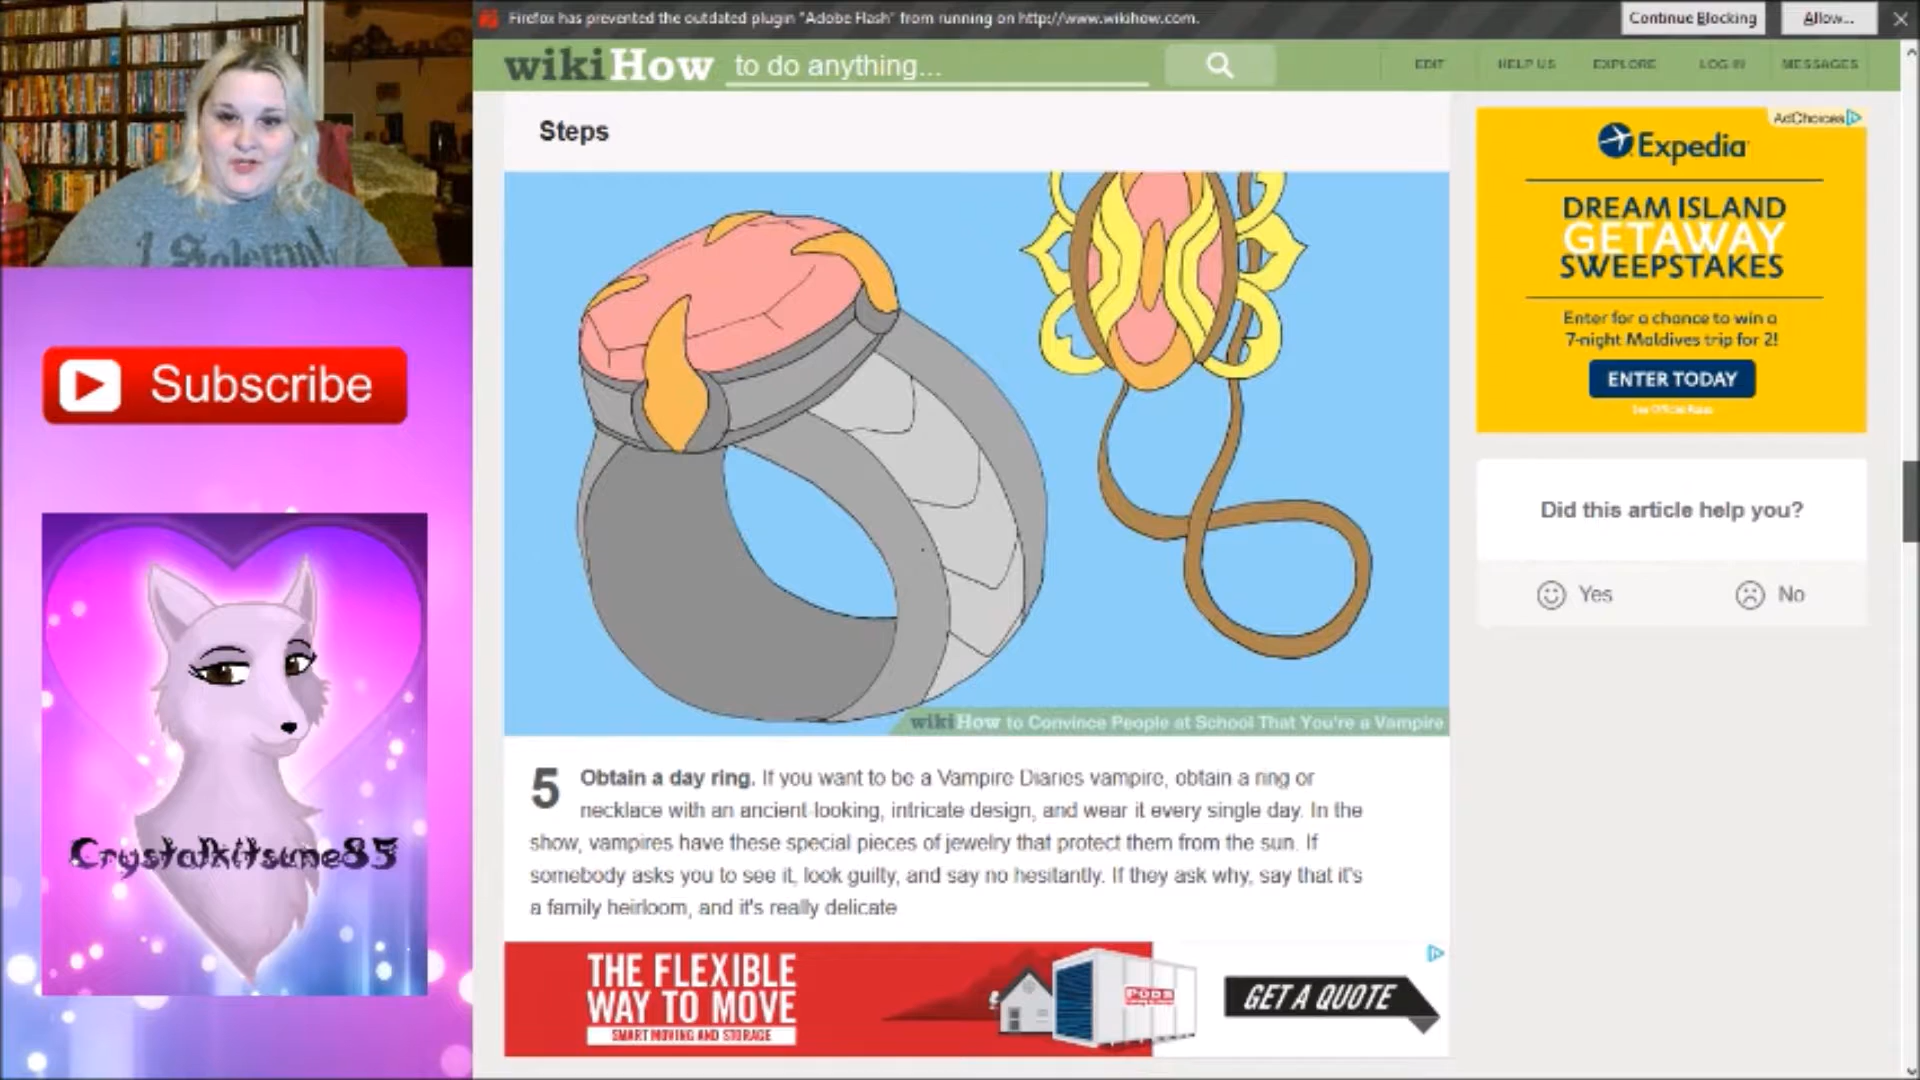 Firefox has prevented the outdated plugin "Adobe Flash" from running on http://www.wikihow.com.
Continue Blocking
Allow...
wikiHow to do anything...
EDIT
HELP US
EXPLORE
LOG IN
MESSAGES
Steps
I Solemnly
Subscribe
Crystalkitsune85
wikiHow to Convince People at School That You're a Vampire
5 Obtain a day ring. If you want to be a Vampire Diaries vampire, obtain a ring or
necklace with an ancient-looking, intricate design, and wear it every single day. In the
show, vampires have these special pieces of jewelry that protect them from the sun. If
somebody asks you to see it, look guilty, and say no hesitantly. If they ask why, say that it's
a family heirloom, and it's really delicate
THE FLEXIBLE
WAY TO MOVE
SMART MOVING AND STORAGE
PODS
GET A QUOTE
AdChoices
Expedia
DREAM ISLAND
GETAWAY
SWEEPSTAKES
Enter for a chance to win a
7-night Maldives trip for 2!
ENTER TODAY
See Official Rules
Did this article help you?
Yes
No